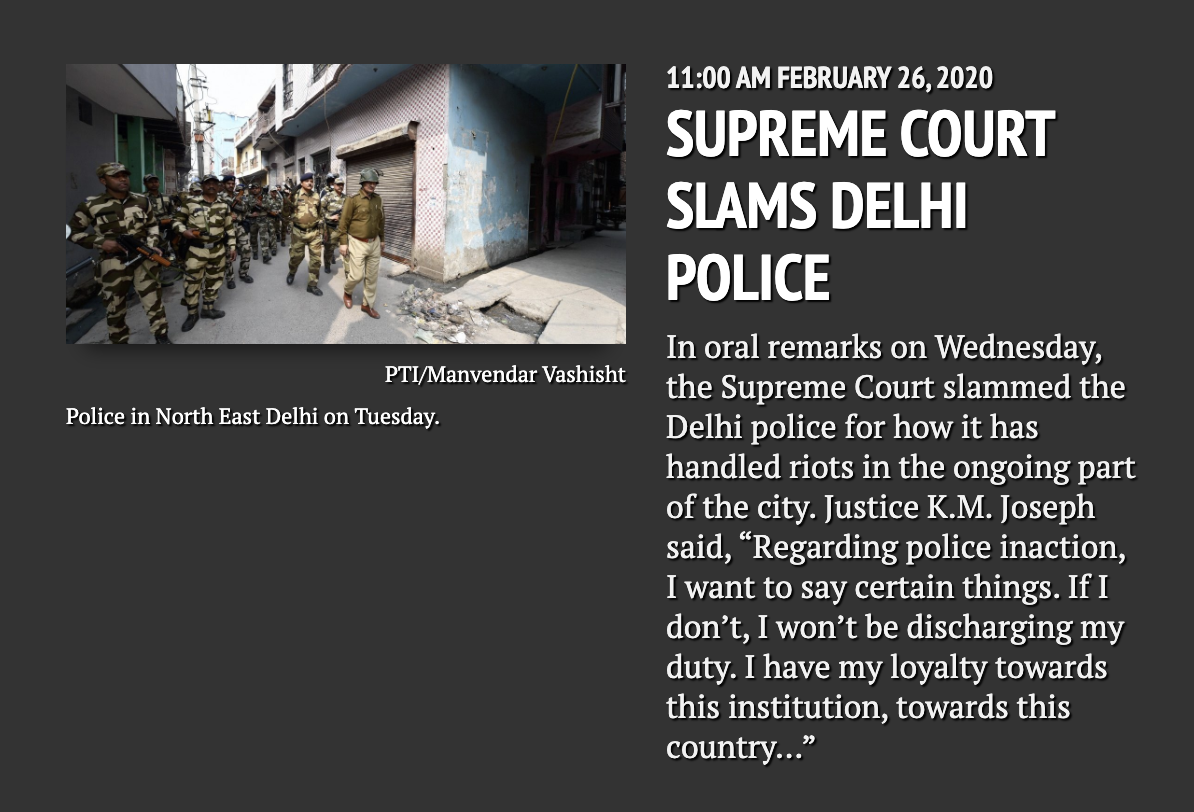 PTI/Manvendar Vashisht
Police in North East Delhi on Tuesday.
11:00 AM FEBRUARY 26, 2020
SUPREME COURT
SLAMS DELHI
POLICE
In oral remarks on Wednesday,
the Supreme Court slammed the
Delhi police for how it has
handled riots in the ongoing part
of the city. Justice K.M. Joseph
said, “Regarding police inaction,
I want to say certain things. If I
don’t, I won’t be discharging my
duty. I have my loyalty towards
this institution, towards this
country...”